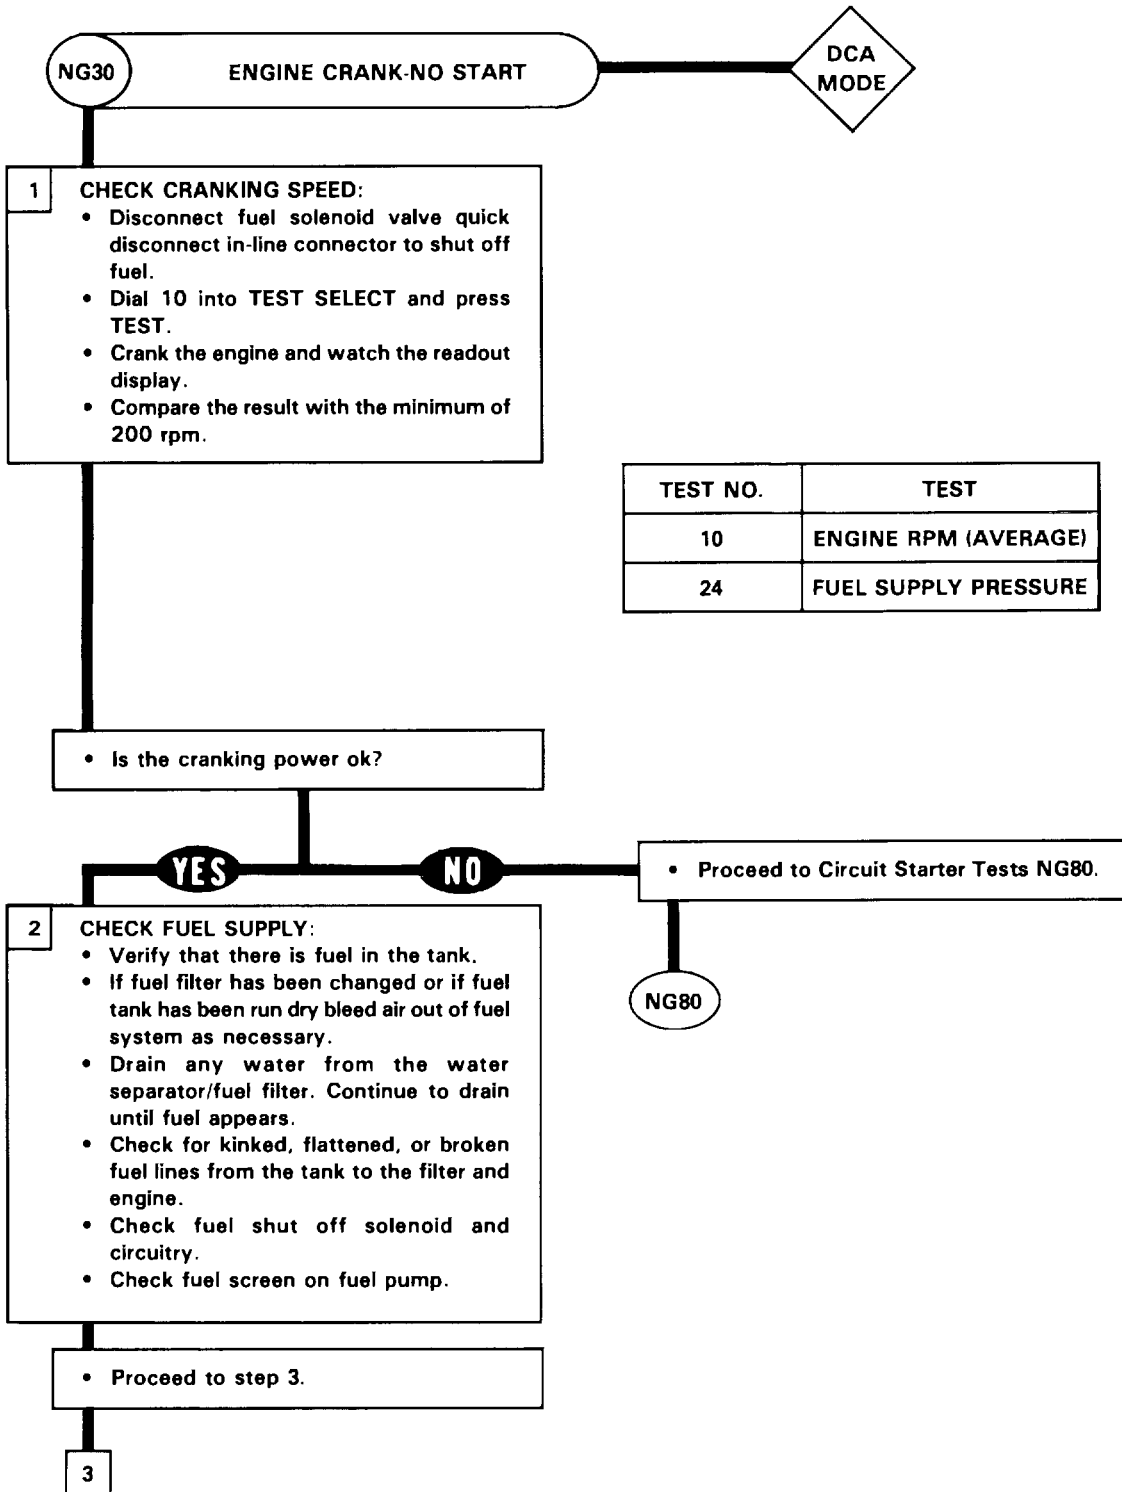 NG30
ENGINE CRANK-NO START
DCA
MODE
1
CHECK CRANKING SPEED:
• Disconnect fuel solenoid valve quick
disconnect in-line connector to shut off
fuel.
• Dial 10 into TEST SELECT and press
TEST.
• Crank the engine and watch the readout
display.
• Compare the result with the minimum of
200 rpm.
TEST NO. TEST
10 ENGINE RPM (AVERAGE)
24 FUEL SUPPLY PRESSURE
• Is the cranking power ok?
YES
NO
• Proceed to Circuit Starter Tests NG80.
NG80
2
CHECK FUEL SUPPLY:
• Verify that there is fuel in the tank.
• If fuel filter has been changed or if fuel
tank has been run dry bleed air out of fuel
system as necessary.
• Drain any water from the water
separator/fuel filter. Continue to drain
until fuel appears.
• Check for kinked, flattened, or broken
fuel lines from the tank to the filter and
engine.
• Check fuel shut off solenoid and
circuitry.
• Check fuel screen on fuel pump.
• Proceed to step 3.
3